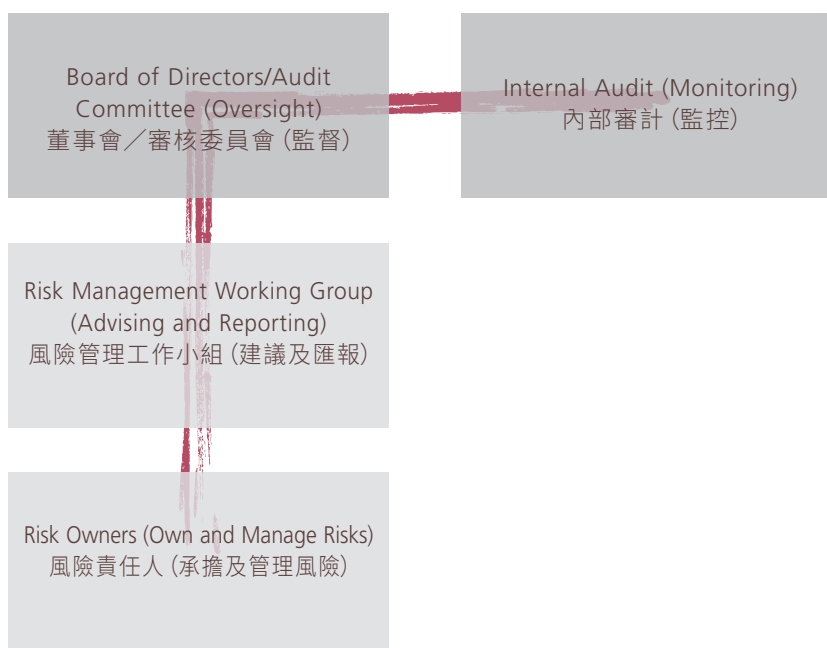 Board of Directors/Audit
Committee (Oversight)
董事會／審核委員會（監督）
Internal Audit (Monitoring)
內部審計（監控）
Risk Management Working Group
(Advising and Reporting)
風險管理工作小組（建議及匯報）
Risk Owners (Own and Manage Risks)
風險責任人（承擔及管理風險）